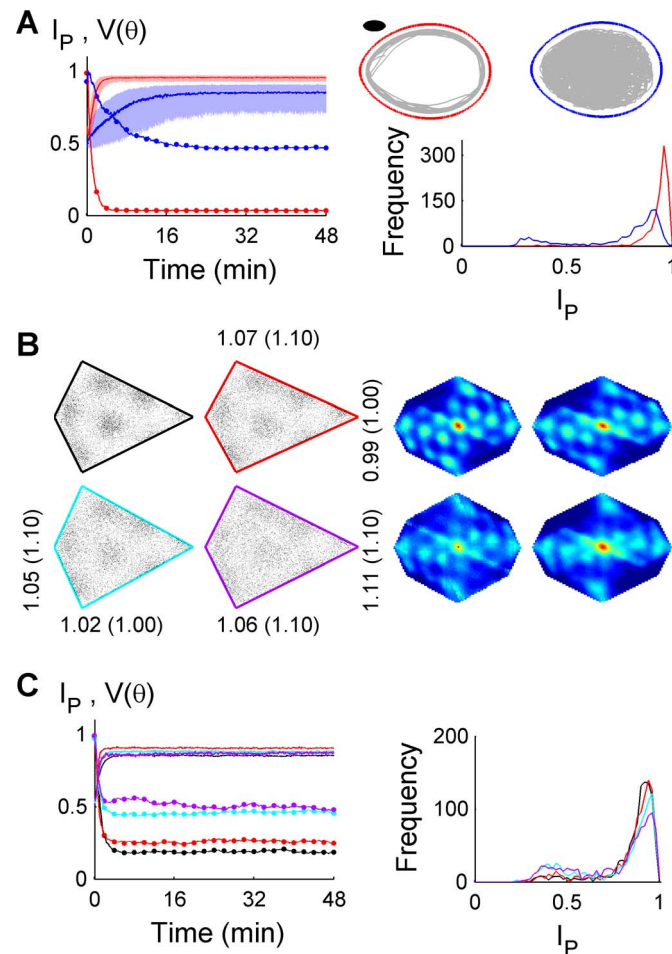 A
I_P , V(θ)
1
0.5
0
0 16 32 48
Time (min)
Frequency
300
150
0
0 0.5 1
I_P
B
1.07 (1.10)
0.99 (1.00)
1.05 (1.10)
1.11 (1.10)
1.02 (1.00)
1.06 (1.10)
C
I_P , V(θ)
1
0.5
0
0 16 32 48
Time (min)
Frequency
200
100
0
0 0.5 1
I_P